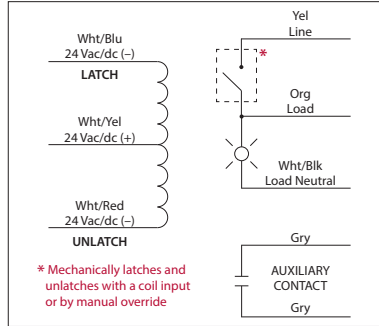 Wht/Blu
24 Vac/dc (–)
LATCH
Wht/Yel
24 Vac/dc (+)
Wht/Red
24 Vac/dc (–)
UNLATCH
* Mechanically latches and
unlatches with a coil input
or by manual override
Yel
Line
*
Org
Load
Wht/Blk
Load Neutral
Gry
AUXILIARY
CONTACT
Gry